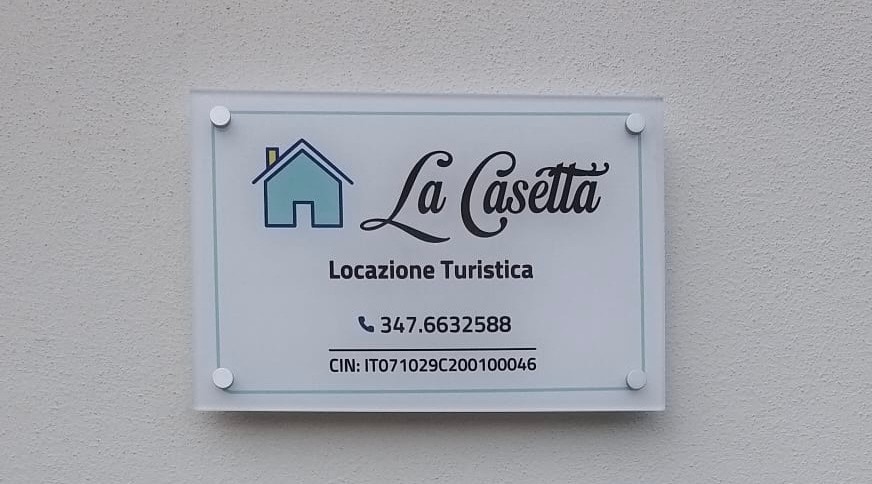 La Casetta
Locazione Turistica
347.6632588
CIN: IT071029C200100046